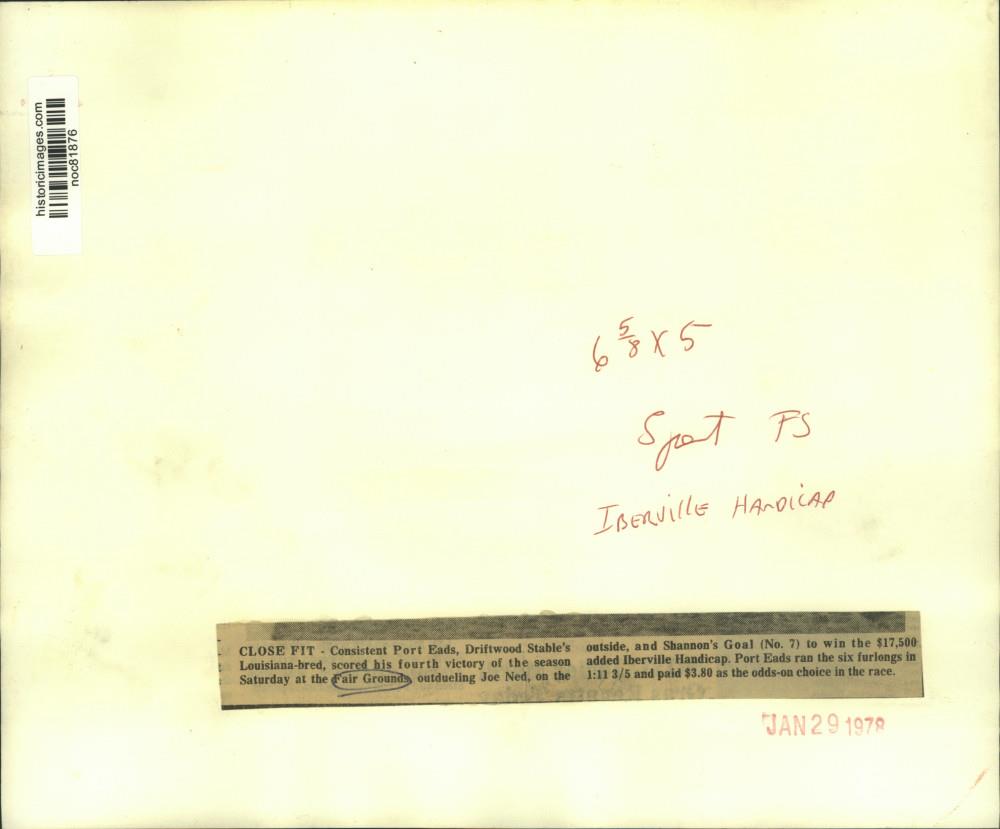 historicimages.com
noc81876
6 5/8 X 5
Sport FS
IBERVILLE HANDICAP
CLOSE FIT - Consistent Port Eads, Driftwood Stable's
Louisiana-bred, scored his fourth victory of the season
Saturday at the Fair Grounds, outdueling Joe Ned, on the
outside, and Shannon's Goal (No. 7) to win the $17,500
added Iberville Handicap. Port Eads ran the six furlongs in
1:11 3/5 and paid $3.80 as the odds-on choice in the race.
JAN 29 1978